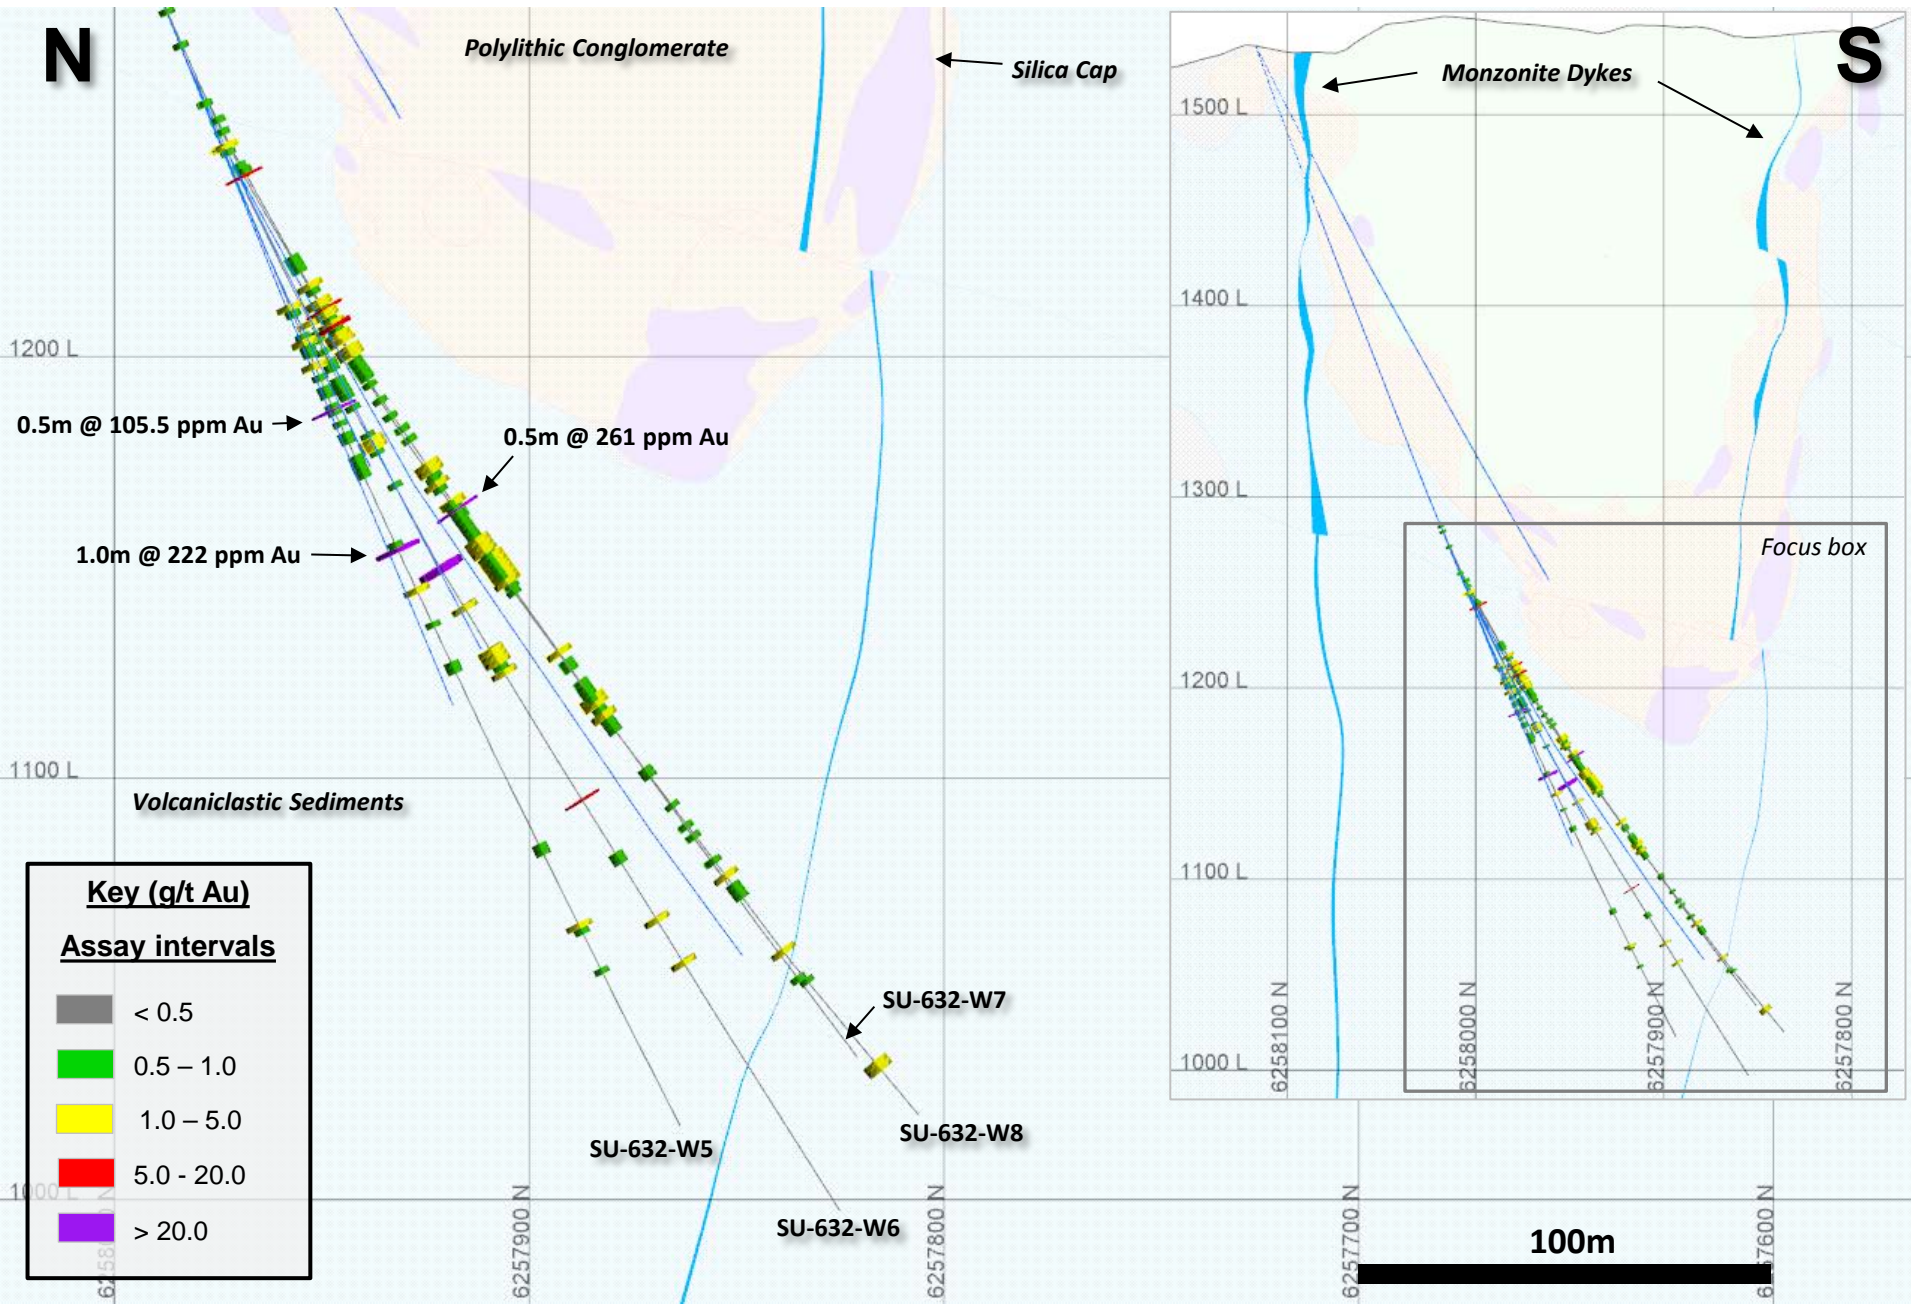 N
Polylithic Conglomerate
Silica Cap
1200 L
0.5m @ 105.5 ppm Au
0.5m @ 261 ppm Au
1.0m @ 222 ppm Au
1100 L
Volcaniclastic Sediments
Key (g/t Au)
Assay intervals
< 0.5
0.5 – 1.0
1.0 – 5.0
5.0 - 20.0
> 20.0
1000 L
SU-632-W7
SU-632-W8
SU-632-W5
SU-632-W6
6257900 N
6257800 N
6257700 N
6257600 N
100m
S
Monzonite Dykes
1500 L
1400 L
1300 L
Focus box
1200 L
1100 L
1000 L
6258100 N
6258000 N
6257900 N
6257800 N